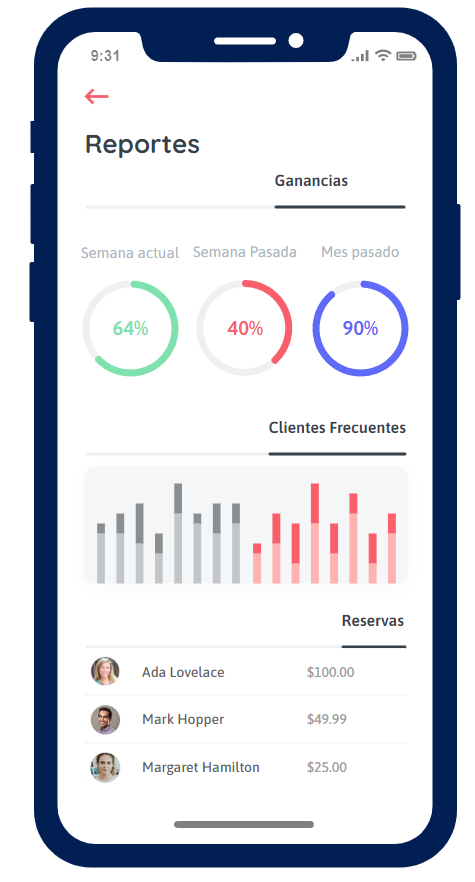 9:31
Reportes
Ganancias
Semana actual Semana Pasada Mes pasado
64% 40% 90%
Clientes Frecuentes
Reservas
Ada Lovelace $100.00
Mark Hopper $49.99
Margaret Hamilton $25.00